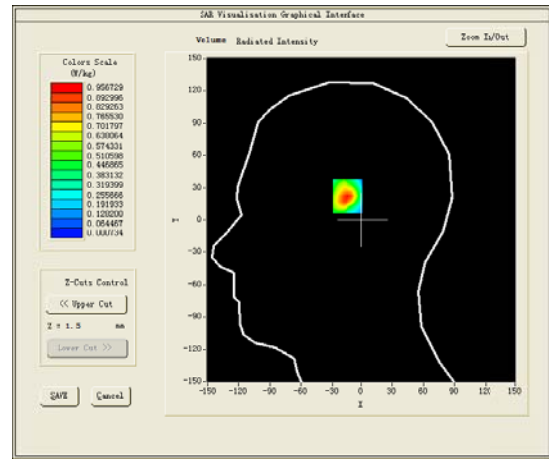 SAR Visualisation Graphical Interface
Volume Radiated Intensity
Zoom In/Out
Colors Scale
(W/kg)
0.956729
0.892996
0.829263
0.765530
0.701797
0.638064
0.574331
0.510598
0.446865
0.383132
0.319399
0.255666
0.191933
0.128200
0.064467
0.000734
Z-Cuts Control
<< Upper Cut
Z = 1.5 mm
Lower Cut >>
SAVE
Cancel
150
120
90
60
30
0
-30
-60
-90
-120
-150
Y
-150 -120 -90 -60 -30 0 30 60 90 120 150
X